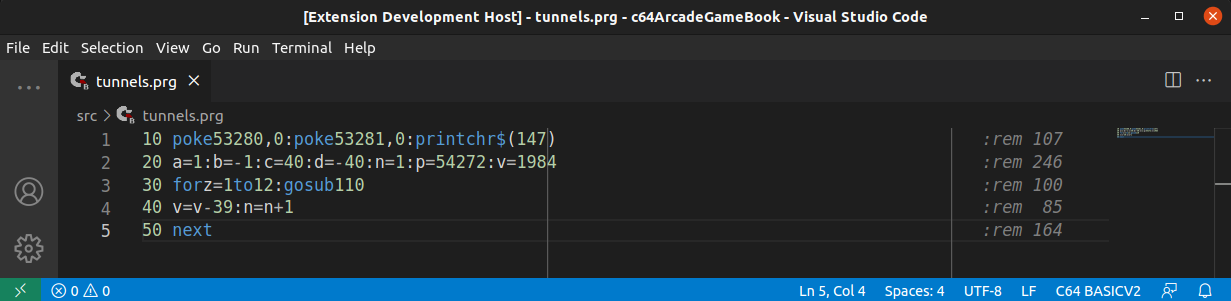 [Extension Development Host] - tunnels.prg - c64ArcadeGameBook - Visual Studio Code
File Edit Selection View Go Run Terminal Help
tunnels.prg
src > tunnels.prg
1 10 poke53280,0:poke53281,0:printchr$(147) :rem 107
2 20 a=1:b=-1:c=40:d=-40:n=1:p=54272:v=1984 :rem 246
3 30 forz=1to12:gosub110 :rem 100
4 40 v=v-39:n=n+1 :rem 85
5 50 next :rem 164
0 0 Ln 5, Col 4 Spaces: 4 UTF-8 LF C64 BASICV2